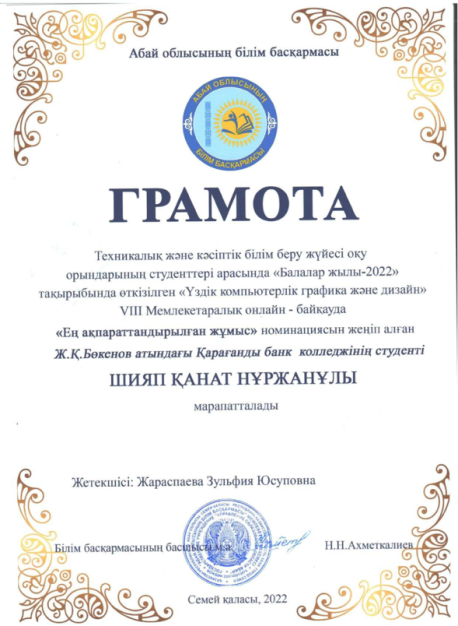 Абай облысының білім басқармасы
АБАЙ ОБЛЫСЫНЫҢ
БІЛІМ БАСҚАРМАСЫ
ГРАМОТА
Техникалық және кәсіптік білім беру жүйесі оқу
орындарының студенттері арасында «Балалар жылы-2022»
тақырыбында өткізілген «Үздік компьютерлік графика және дизайн»
VIII Мемлекетаралық онлайн - байқауда
«Ең ақпараттандырылған жұмыс» номинациясын жеңіп алған
Ж.Қ.Бөкенов атындағы Қарағанды банк колледжінің студенті
ШИЯП ҚАНАТ НҰРЖАНҰЛЫ
марапатталады
Жетекшісі: Жараспаева Зульфия Юсуповна
Білім басқармасының басшысы м.а. Н.Н.Ахметкалиев
Семей қаласы, 2022